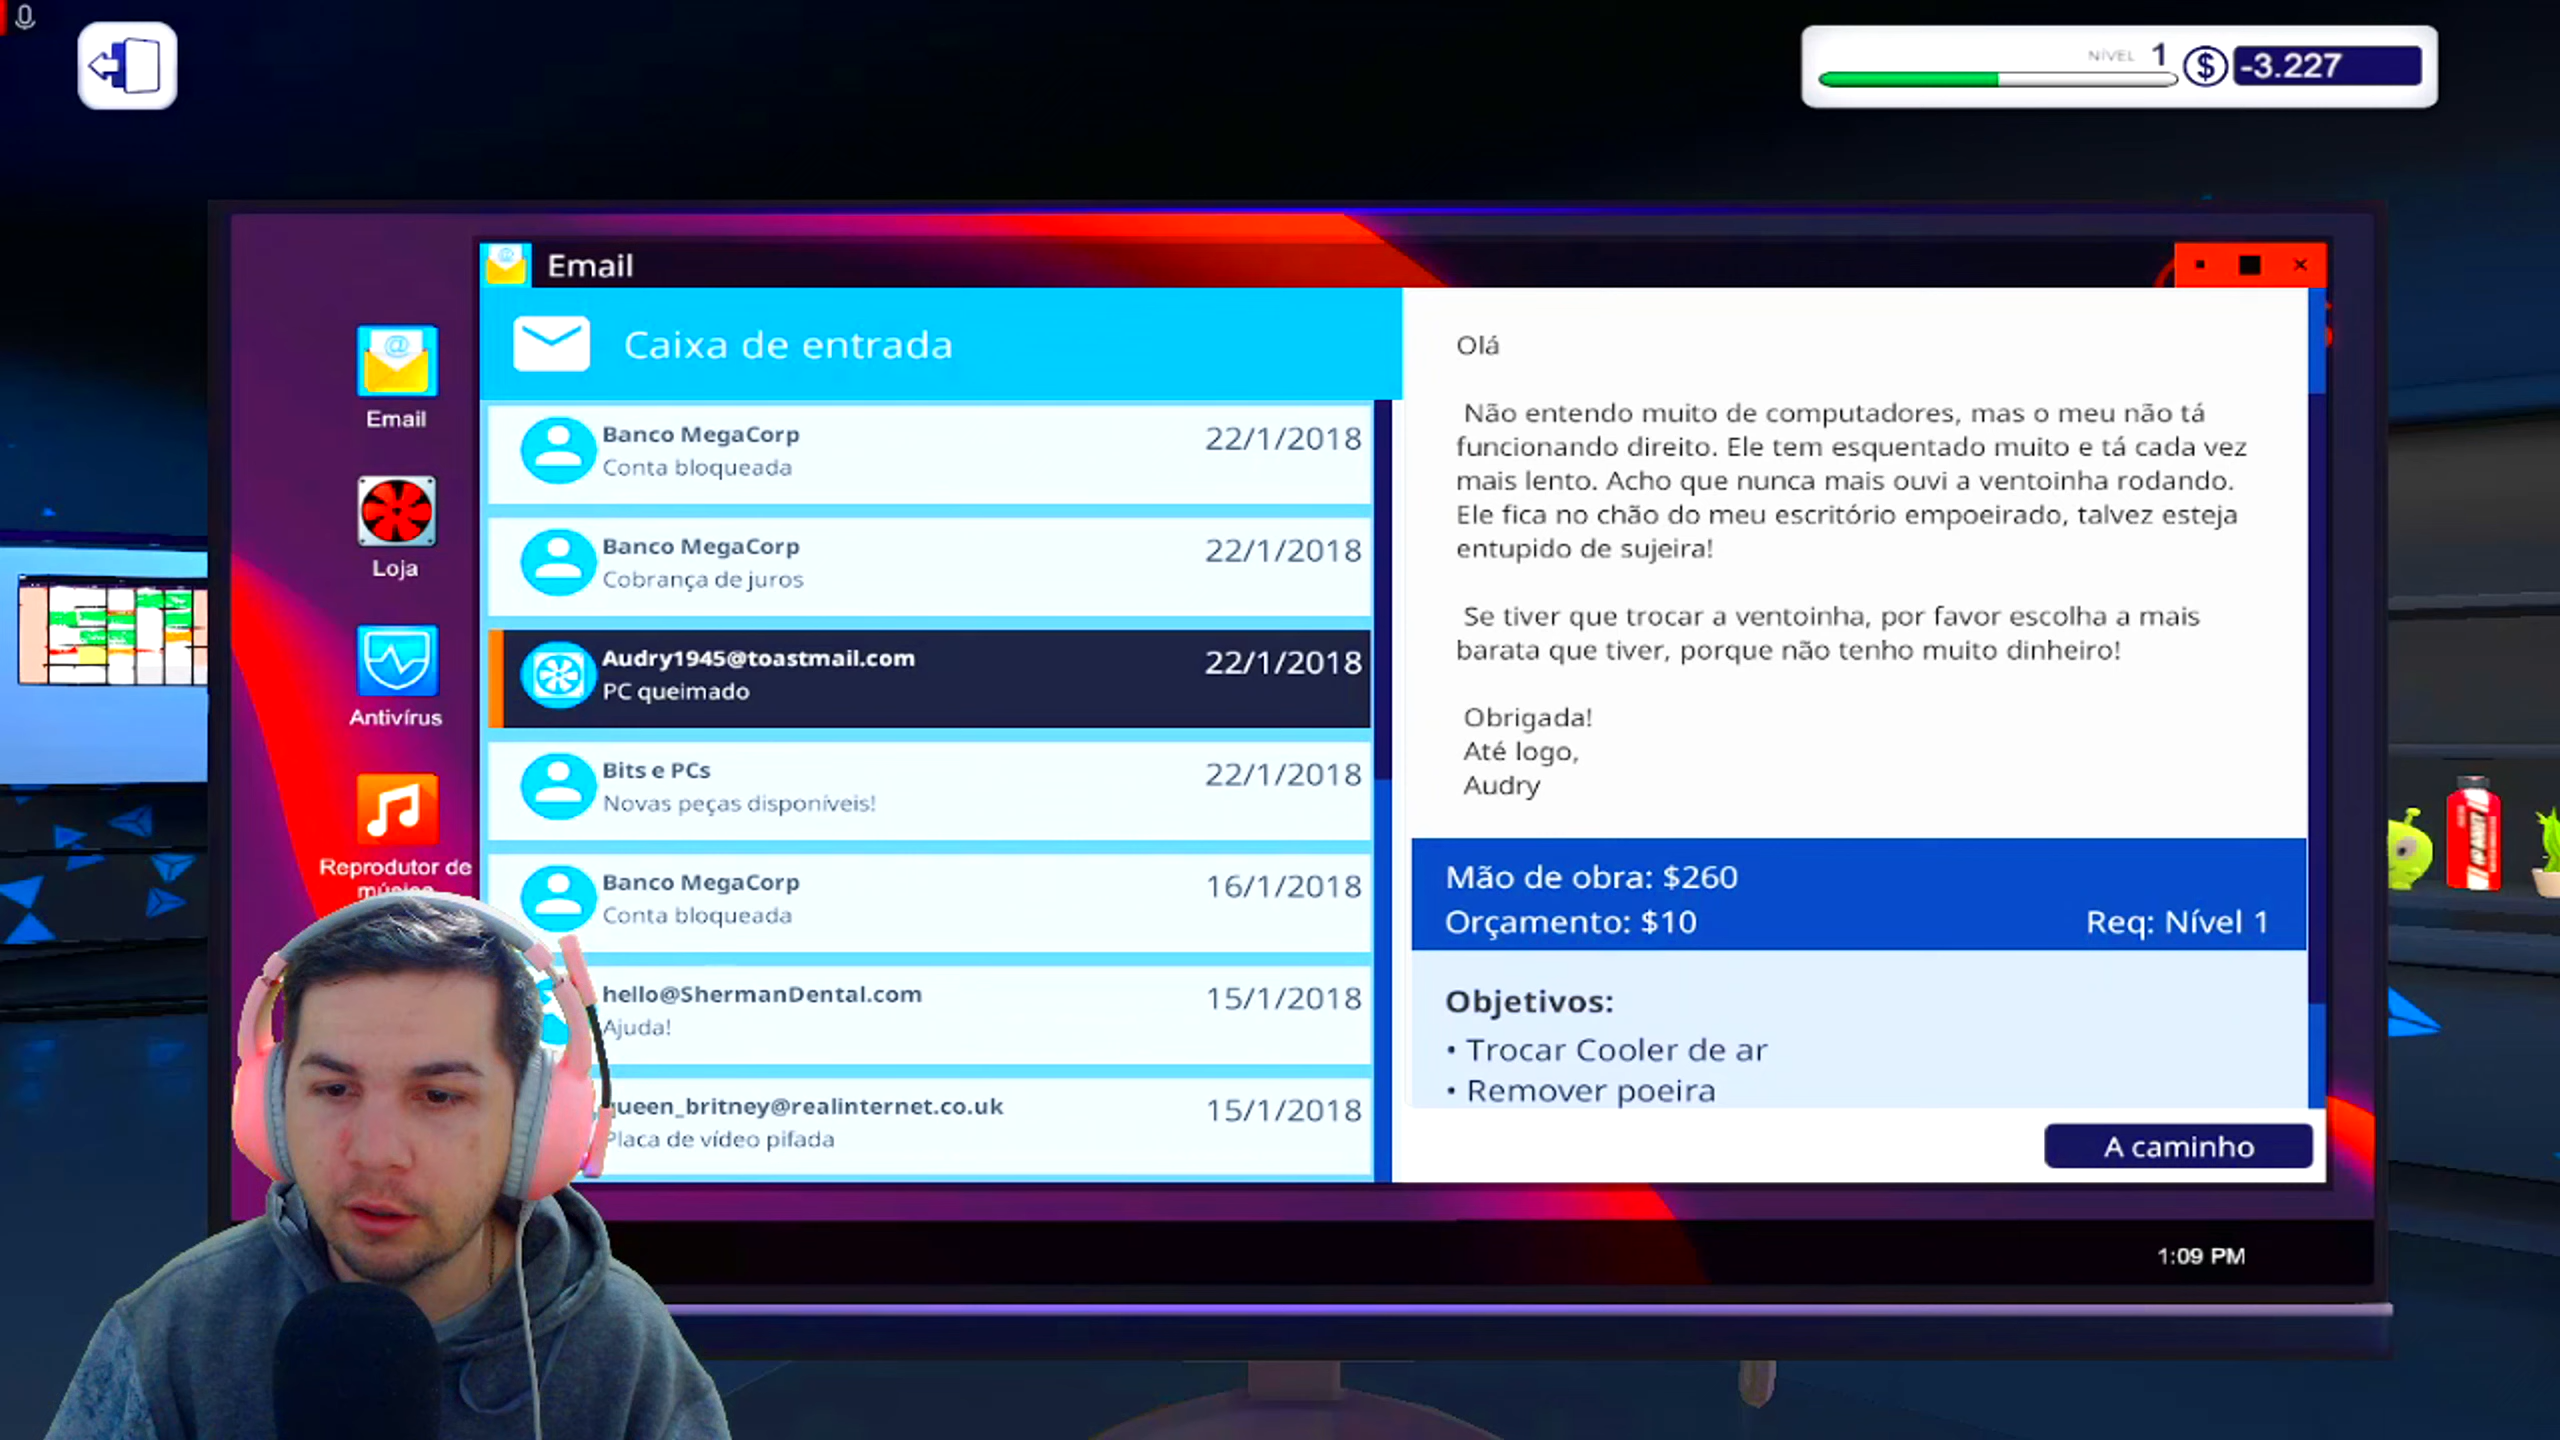 NÍVEL 1
$ -3.227
Email
Caixa de entrada
Email
Loja
Antivírus
Reprodutor de
música
Banco MegaCorp
22/1/2018
Conta bloqueada
Banco MegaCorp
22/1/2018
Cobrança de juros
Audry1945@toastmail.com
22/1/2018
PC queimado
Bits e PCs
22/1/2018
Novas peças disponíveis!
Banco MegaCorp
16/1/2018
Conta bloqueada
hello@ShermanDental.com
15/1/2018
Ajuda!
queen_britney@realinternet.co.uk
15/1/2018
Placa de vídeo pifada
Olá
Não entendo muito de computadores, mas o meu não tá
funcionando direito. Ele tem esquentado muito e tá cada vez
mais lento. Acho que nunca mais ouvi a ventoinha rodando.
Ele fica no chão do meu escritório empoeirado, talvez esteja
entupido de sujeira!
Se tiver que trocar a ventoinha, por favor escolha a mais
barata que tiver, porque não tenho muito dinheiro!
Obrigada!
Até logo,
Audry
Mão de obra: $260
Orçamento: $10
Req: Nível 1
Objetivos:
• Trocar Cooler de ar
• Remover poeira
A caminho
1:09 PM